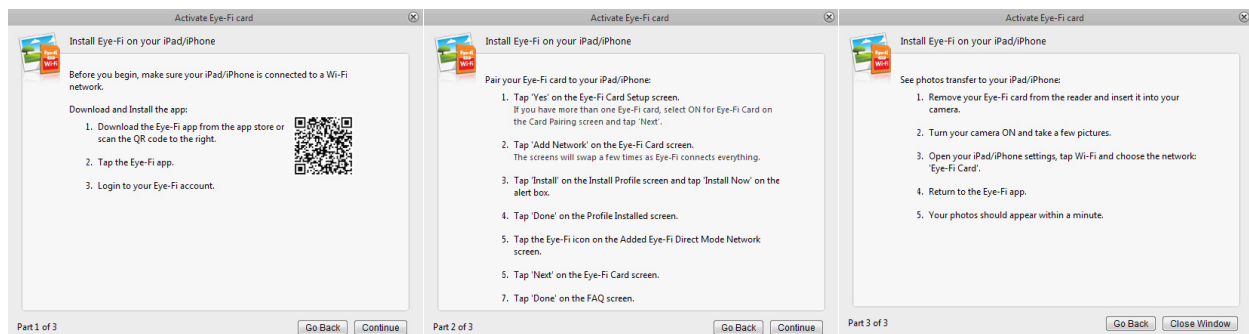 Activate Eye-Fi card
Install Eye-Fi on your iPad/iPhone
Before you begin, make sure your iPad/iPhone is connected to a Wi-Fi
network.
Download and Install the app:
1. Download the Eye-Fi app from the app store or
scan the QR code to the right.
2. Tap the Eye-Fi app.
3. Login to your Eye-Fi account.
Part 1 of 3
Go Back
Continue
Activate Eye-Fi card
Install Eye-Fi on your iPad/iPhone
Pair your Eye-Fi card to your iPad/iPhone:
1. Tap 'Yes' on the Eye-Fi Card Setup screen.
If you have more than one Eye-Fi card, select ON for Eye-Fi Card on
the Card Pairing screen and tap 'Next'.
2. Tap 'Add Network' on the Eye-Fi Card screen.
The screens will swap a few times as Eye-Fi connects everything.
3. Tap 'Install' on the Install Profile screen and tap 'Install Now' on the
alert box.
4. Tap 'Done' on the Profile Installed screen.
5. Tap the Eye-Fi icon on the Added Eye-Fi Direct Mode Network
screen.
6. Tap 'Next' on the Eye-Fi Card screen.
7. Tap 'Done' on the FAQ screen.
Part 2 of 3
Go Back
Continue
Activate Eye-Fi card
Install Eye-Fi on your iPad/iPhone
See photos transfer to your iPad/iPhone:
1. Remove your Eye-Fi card from the reader and insert it into your
camera.
2. Turn your camera ON and take a few pictures.
3. Open your iPad/iPhone settings, tap Wi-Fi and choose the network:
'Eye-Fi Card'.
4. Return to the Eye-Fi app.
5. Your photos should appear within a minute.
Part 3 of 3
Go Back
Close Window